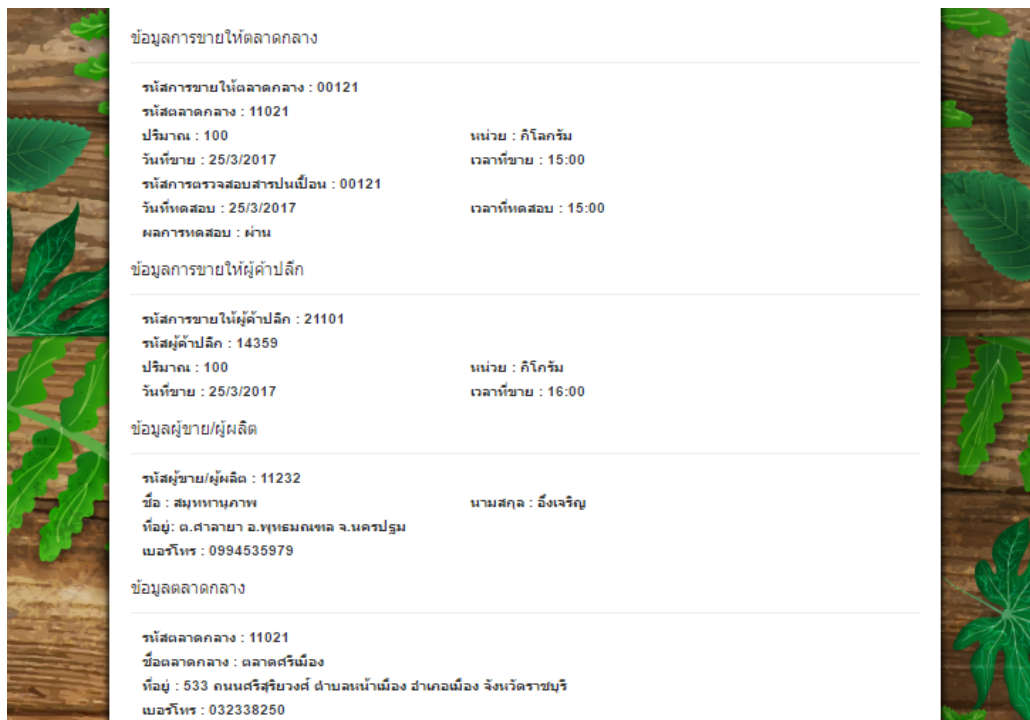 ข้อมูลการขายให้ตลาดกลาง
รหัสการขายให้ตลาดกลาง : 00121
รหัสตลาดกลาง : 11021
ปริมาณ : 100 หน่วย : กิโลกรัม
วันที่ขาย : 25/3/2017 เวลาที่ขาย : 15:00
รหัสการตรวจสอบสารปนเปื้อน : 00121
วันที่ทดสอบ : 25/3/2017 เวลาที่ทดสอบ : 15:00
ผลการทดสอบ : ผ่าน
ข้อมูลการขายให้ผู้ค้าปลีก
รหัสการขายให้ผู้ค้าปลีก : 21101
รหัสผู้ค้าปลีก : 14359
ปริมาณ : 100 หน่วย : กิโกรัม
วันที่ขาย : 25/3/2017 เวลาที่ขาย : 16:00
ข้อมูลผู้ขาย/ผู้ผลิต
รหัสผู้ขาย/ผู้ผลิต : 11232
ชื่อ : สมุททานุภาพ นามสกุล : อึ้งเจริญ
ที่อยู่: ต.ศาลายา อ.พุทธมณฑล จ.นครปฐม
เบอร์โทร : 0994535979
ข้อมูลตลาดกลาง
รหัสตลาดกลาง : 11021
ชื่อตลาดกลาง : ตลาดศรีเมือง
ที่อยู่ : 533 ถนนศรีสุริยวงศ์ ตำบลหน้าเมือง อำเภอเมือง จังหวัดราชบุรี
เบอร์โทร : 032338250